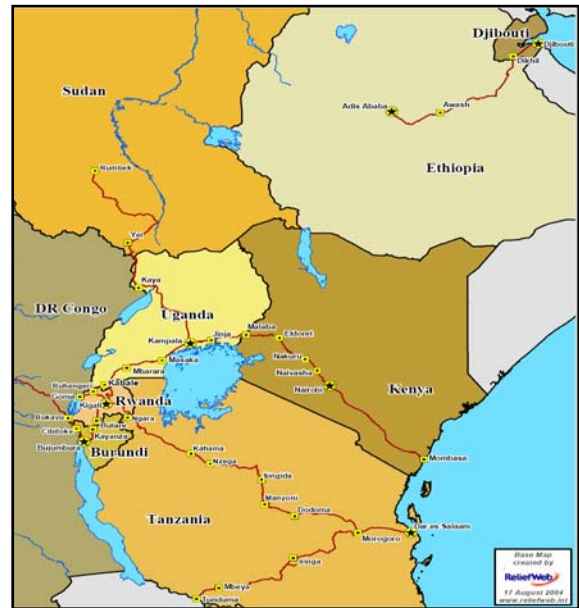 Djibouti
Djibouti
Dikhil
Sudan
Adis Ababa
Awash
Rumbek
Ethiopia
Yei
Kaya
DR Congo
Uganda
Kampala
Jinja
Malaba
Eldoret
Masaka
Nakuru
Mbarara
Naivasha
Kabale
Ruhengeri
Goma
Nairobi
Kenya
Kigali
Rwanda
Bukavu
Ngara
Butare
Cibitoke
Kayanza
Bujumbura
Burundi
Mombasa
Kahama
Nzega
Singida
Manyoni
Dodoma
Tanzania
Dar es Salaam
Morogoro
Iringa
Mbeya
Tunduma
Base Map
created by
ReliefWeb
17 August 2004
www.reliefweb.int